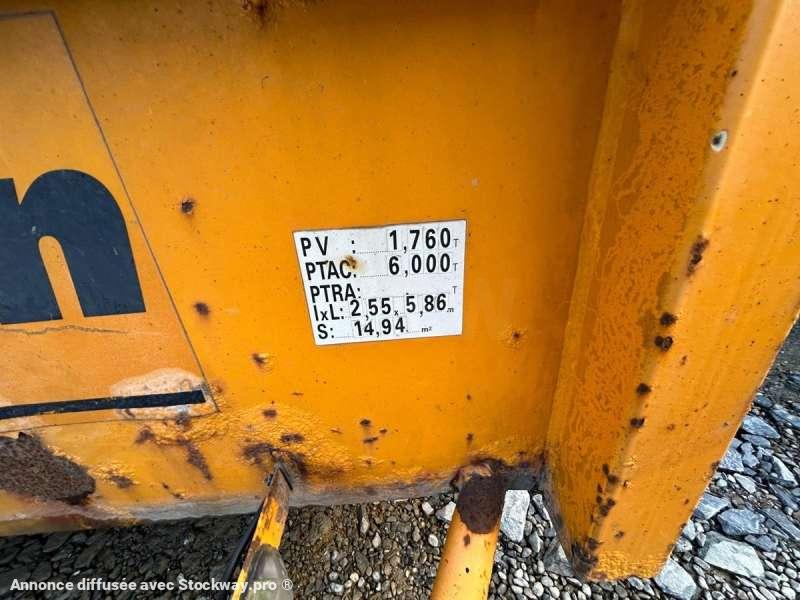 n
PV : 1,760 T
PTAC: 6,000 T
PTRA: T
lxL: 2,55 x 5,86 m
S: 14,94 m²
Annonce diffusée avec Stockway.pro ®